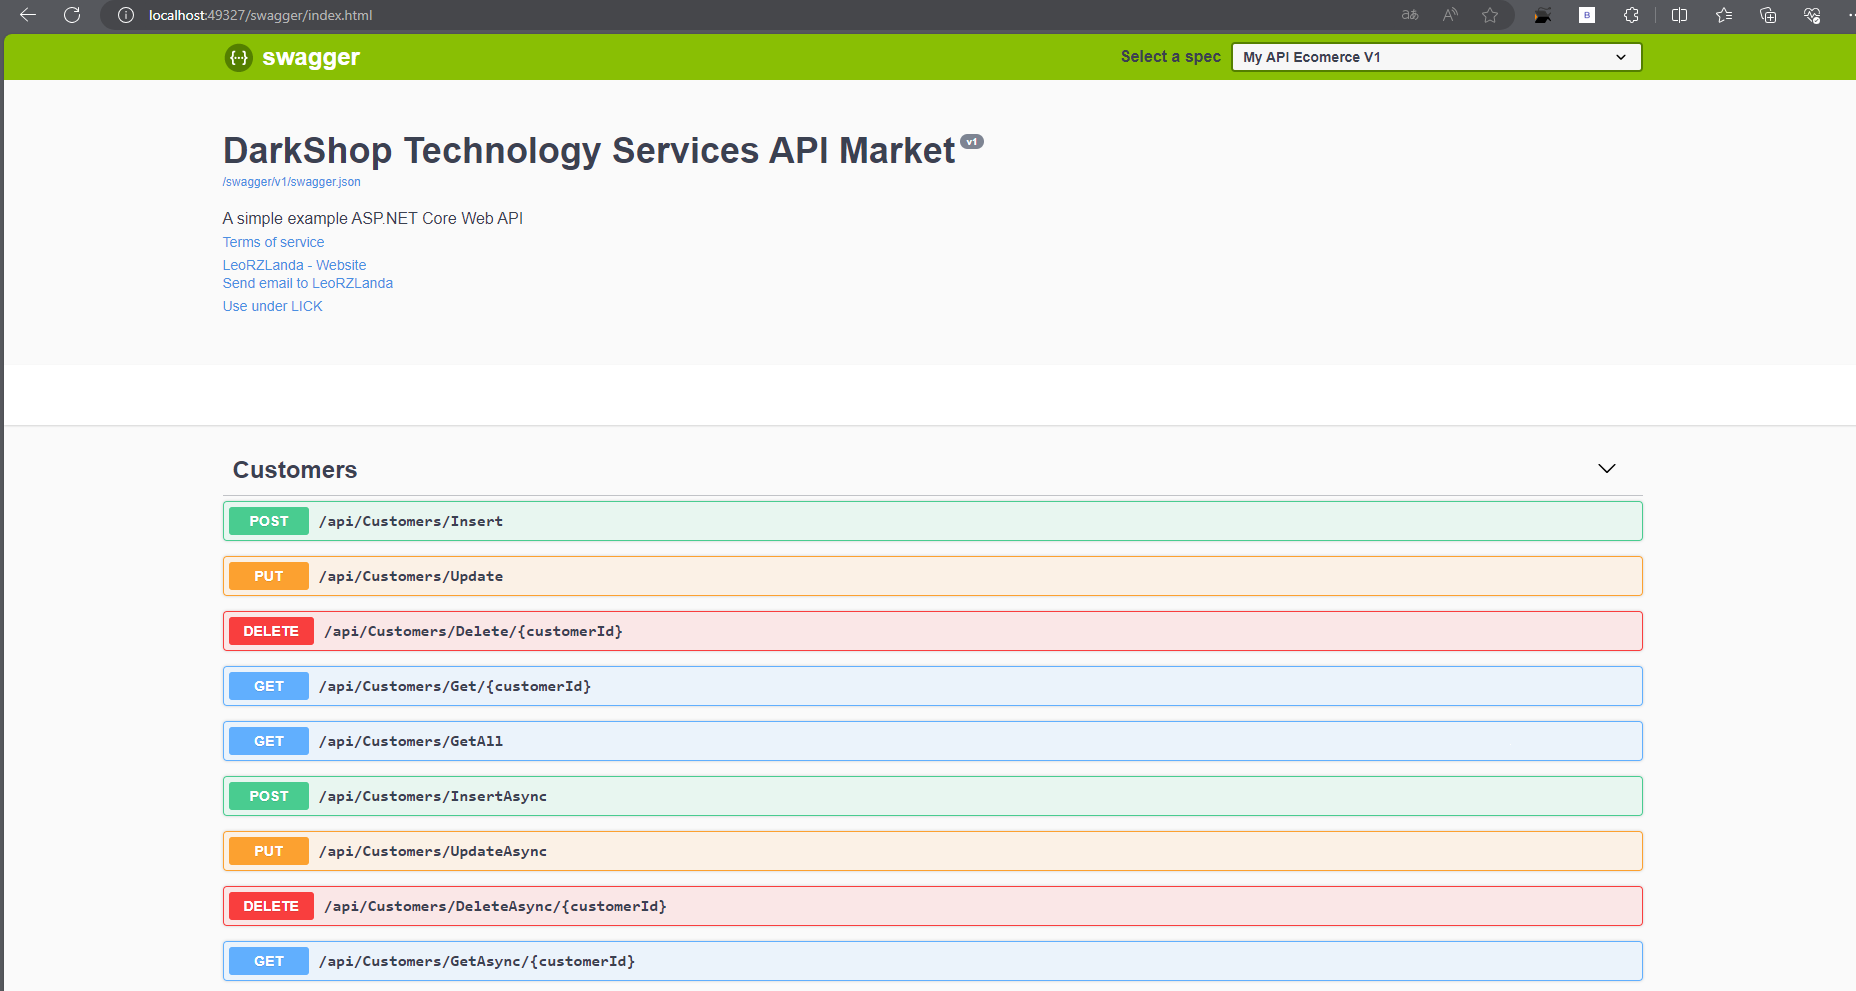 localhost:49327/swagger/index.html
swagger
Select a spec
My API Ecomerce V1
DarkShop Technology Services API Market v1
/swagger/v1/swagger.json
A simple example ASP.NET Core Web API
Terms of service
LeoRZLanda - Website
Send email to LeoRZLanda
Use under LICK
Customers
POST /api/Customers/Insert
PUT /api/Customers/Update
DELETE /api/Customers/Delete/{customerId}
GET /api/Customers/Get/{customerId}
GET /api/Customers/GetAll
POST /api/Customers/InsertAsync
PUT /api/Customers/UpdateAsync
DELETE /api/Customers/DeleteAsync/{customerId}
GET /api/Customers/GetAsync/{customerId}